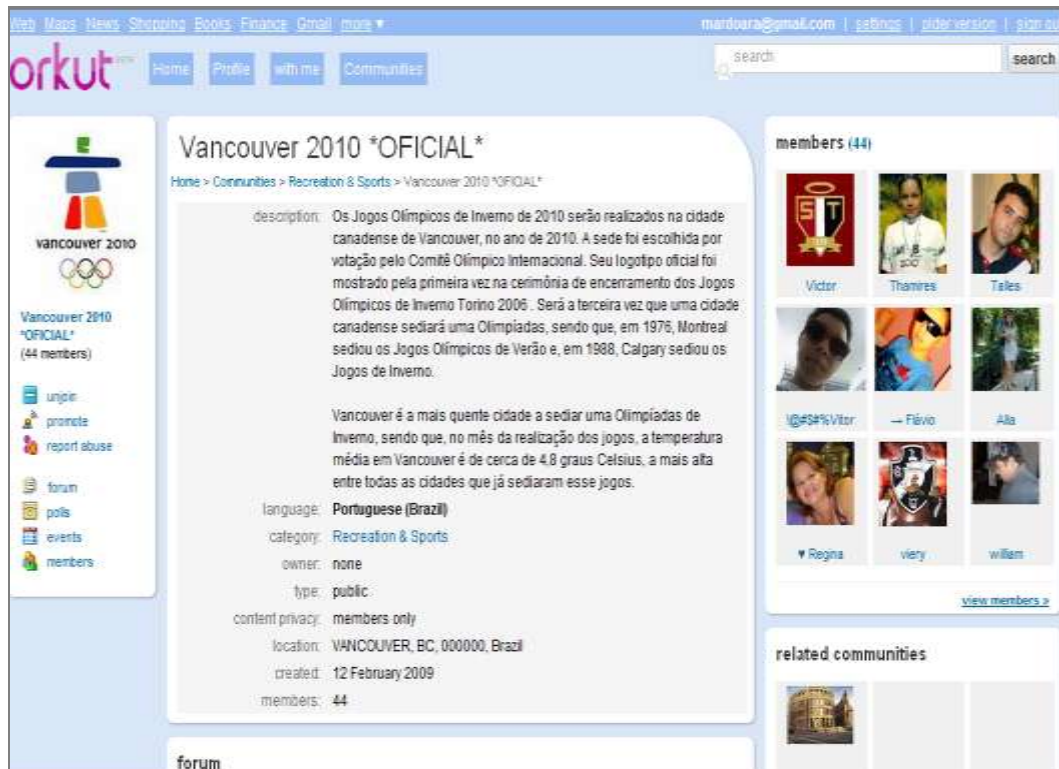 Web Maps News Shopping Books Finance Gmail more ▼
mardoara@gmail.com | settings | older version | sign ou
orkut
Home Profile with me Communities
search
search
vancouver 2010
Vancouver 2010
*OFICIAL*
(44 members)
unjoin
promote
report abuse
forum
polls
events
members
Vancouver 2010 *OFICIAL*
Home > Communities > Recreation & Sports > Vancouver 2010 *OFICIAL*
description: Os Jogos Olímpicos de Inverno de 2010 serão realizados na cidade
canadense de Vancouver, no ano de 2010. A sede foi escolhida por
votação pelo Comitê Olímpico Internacional. Seu logotipo oficial foi
mostrado pela primeira vez na cerimônia de encerramento dos Jogos
Olímpicos de Inverno Torino 2006 . Será a terceira vez que uma cidade
canadense sediará uma Olimpíadas, sendo que, em 1976, Montreal
sediou os Jogos Olímpicos de Verão e, em 1988, Calgary sediou os
Jogos de Inverno.
Vancouver é a mais quente cidade a sediar uma Olimpíadas de
Inverno, sendo que, no mês da realização dos jogos, a temperatura
média em Vancouver é de cerca de 4,8 graus Celsius, a mais alta
entre todas as cidades que já sediaram esse jogos.
language: Portuguese (Brazil)
category: Recreation & Sports
owner: none
type: public
content privacy: members only
location: VANCOUVER, BC, 000000, Brazil
created: 12 February 2009
members: 44
forum
members (44)
ST
Victor Thamires Talles
!@#$#%Vitor → Flávio Alla
♥ Regina viery william
view members »
related communities